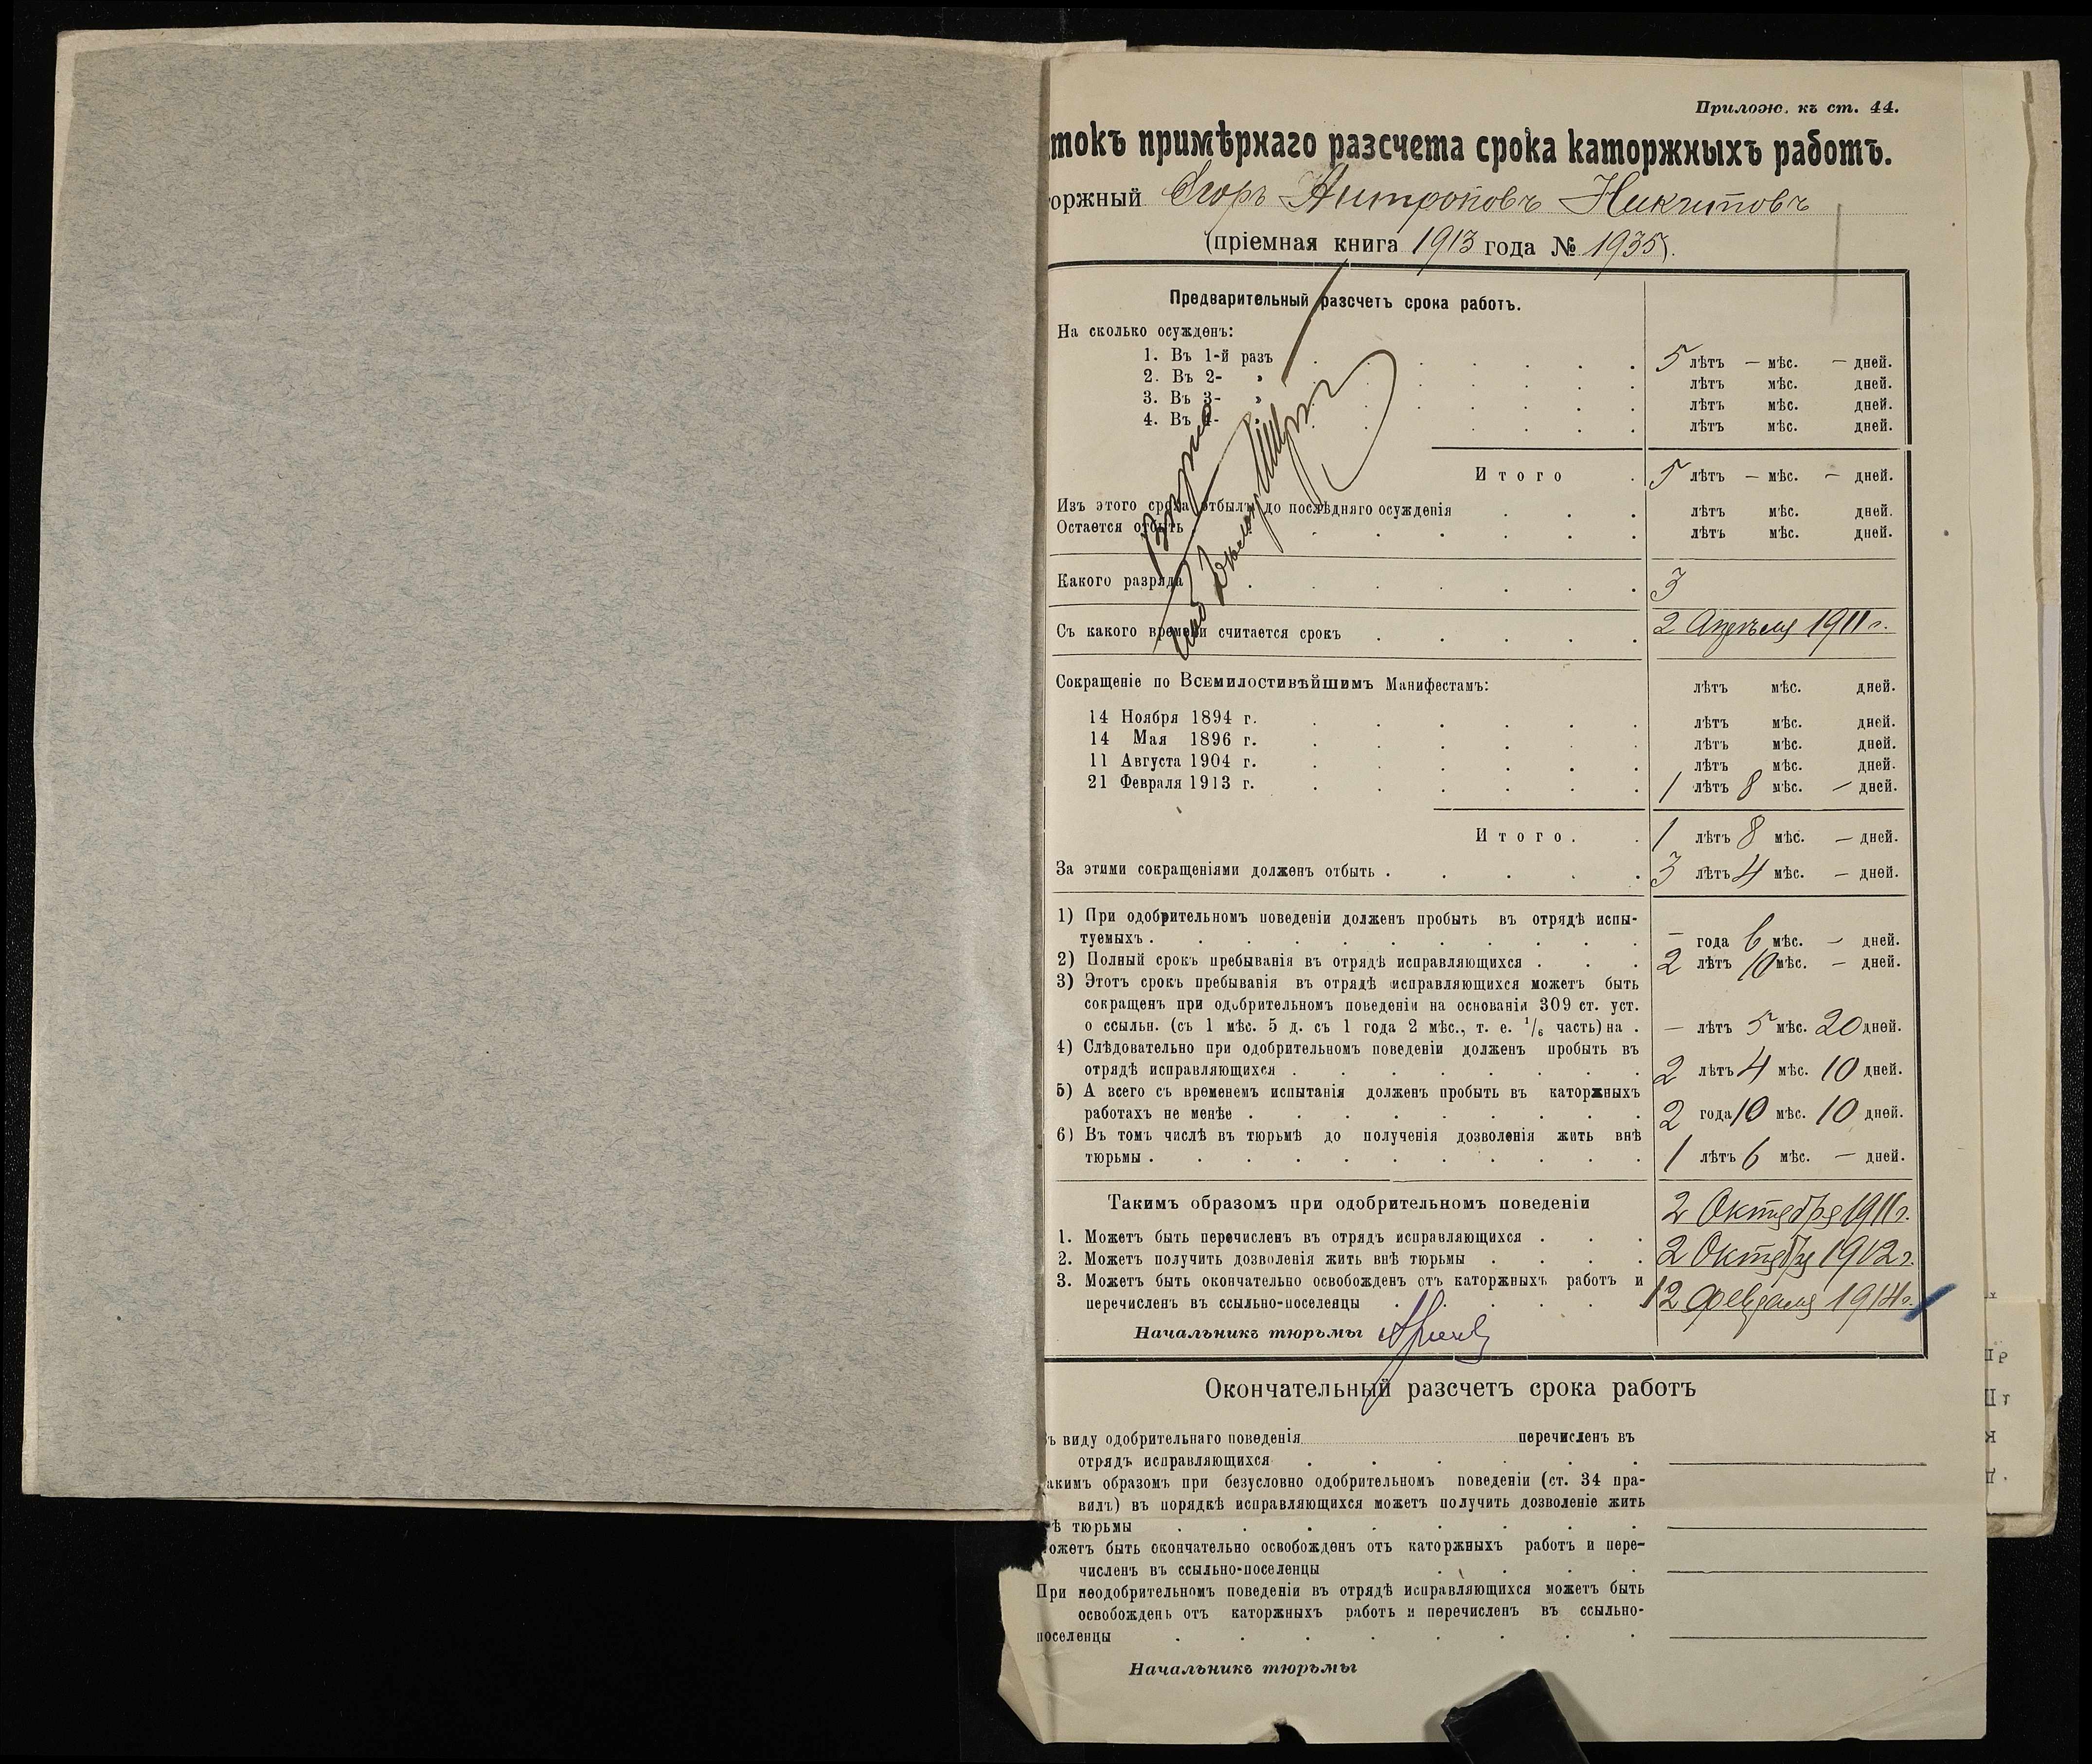 Прилож. къ ст. 44.
токъ примѣрнаго разсчета срока каторжныхъ работъ.
оржный Егоръ Антроповъ Никитовъ
(пріемная книга 1913 года № 1935).
Предварительный разсчетъ срока работъ.
На сколько осужденъ:
1. Въ 1-й разъ . . . . . . 5 лѣтъ — мѣс. — дней.
2. Въ 2- » . . . . . . лѣтъ мѣс. дней.
3. Въ 3- » . . . . . . лѣтъ мѣс. дней.
4. Въ 4- . . . . . . лѣтъ мѣс. дней.
Итого . 5 лѣтъ — мѣс. — дней.
Изъ этого срока отбылъ до послѣдняго осужденія . . . лѣтъ мѣс. дней.
Остается отбыть . . . . . . лѣтъ мѣс. дней.
Какого разряда . . . . . . . 3
Съ какого времени считается срокъ . . . . . 2 Апрѣля 1911 г.
Вѣрно
Сокращеніе по Всемилостивѣйшимъ Манифестамъ: лѣтъ мѣс. дней.
14 Ноября 1894 г. . . . . . . лѣтъ мѣс. дней.
14 Мая 1896 г. . . . . . . лѣтъ мѣс. дней.
11 Августа 1904 г. . . . . . . лѣтъ мѣс. дней.
21 Февраля 1913 г. . . . . . . 1 лѣтъ 8 мѣс. — дней.
Итого. . 1 лѣтъ 8 мѣс. — дней.
За этими сокращеніями долженъ отбыть . . . . . 3 лѣтъ 4 мѣс. — дней.
1) При одобрительномъ поведеніи долженъ пробыть въ отрядѣ испы-
туемыхъ . . . . . . . . . — года 6 мѣс. — дней.
2) Полный срокъ пребыванія въ отрядѣ исправляющихся . . . 2 лѣтъ 10 мѣс. — дней.
3) Этотъ срокъ пребыванія въ отрядѣ исправляющихся можетъ быть
сокращенъ при одобрительномъ поведеніи на основаніи 309 ст. уст.
о ссыльн. (съ 1 мѣс. 5 д. съ 1 года 2 мѣс., т. е. 1/6 часть) на . — лѣтъ 5 мѣс. 20 дней.
4) Слѣдовательно при одобрительномъ поведеніи долженъ пробыть въ
отрядѣ исправляющихся . . . . . . . 2 лѣтъ 4 мѣс. 10 дней.
5) А всего съ временемъ испытанія долженъ пробыть въ каторжныхъ
работахъ не менѣе . . . . . . . . 2 года 10 мѣс. 10 дней.
6) Въ томъ числѣ въ тюрьмѣ до полученія дозволенія жить внѣ
тюрьмы . . . . . . . . . 1 лѣтъ 6 мѣс. — дней.
Такимъ образомъ при одобрительномъ поведеніи
1. Можетъ быть перечисленъ въ отрядъ исправляющихся . . . 2 Октября 1911 г.
2. Можетъ получить дозволенія жить внѣ тюрьмы . . . . 2 Октября 1912 г.
3. Можетъ быть окончательно освобожденъ отъ каторжныхъ работъ и
перечисленъ въ ссыльно-поселенцы . . . . . 12 Февраля 1914 г.
Начальникъ тюрьмы
Окончательный разсчетъ срока работъ
ъ виду одобрительнаго поведенія перечисленъ въ
отрядъ исправляющихся . . . . . .
акимъ образомъ при безусловно одобрительномъ поведеніи (ст. 34 пра-
вилъ) въ порядкѣ исправляющихся можетъ получить дозволеніе жить
ѣ тюрьмы . . . . . . . .
ожетъ быть окончательно освобожденъ отъ каторжныхъ работъ и пере-
численъ въ ссыльно-поселенцы . . . .
При неодобрительномъ поведеніи въ отрядѣ исправляющихся можетъ быть
освобожденъ отъ каторжныхъ работъ и перечисленъ въ ссыльно-
поселенцы . . . . . . . .
Начальникъ тюрьмы